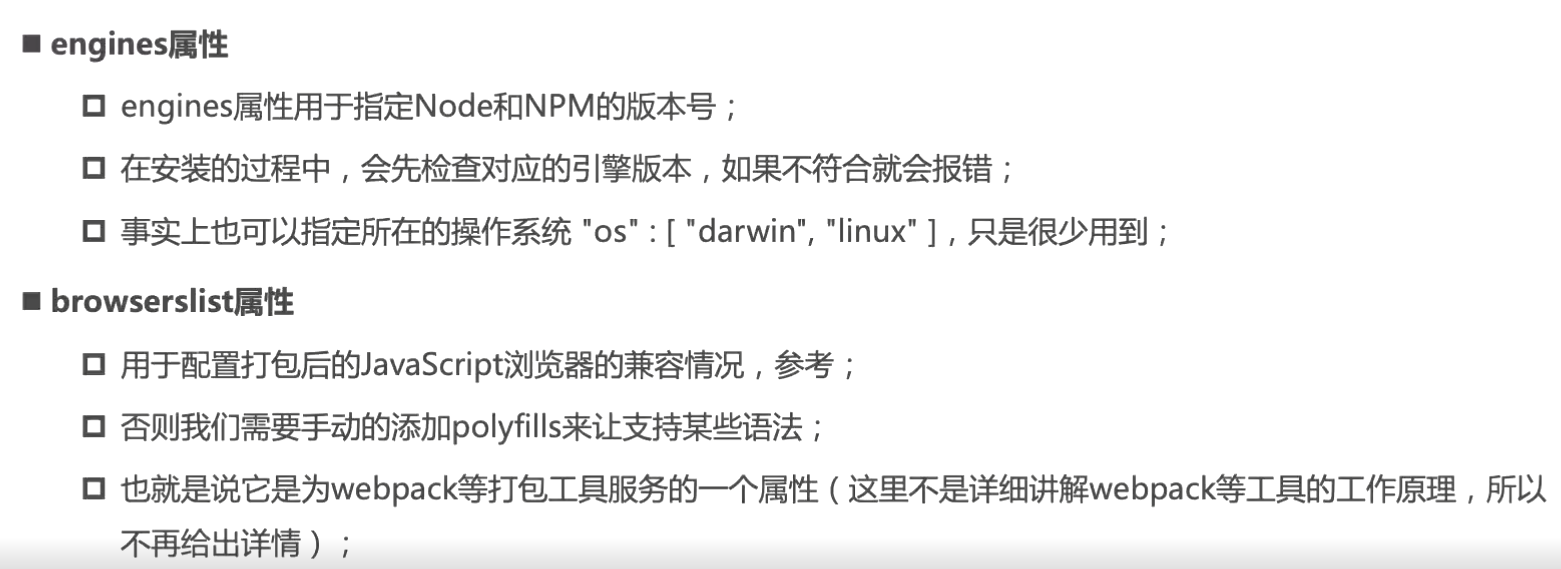 ■ engines属性
□ engines属性用于指定Node和NPM的版本号；
□ 在安装的过程中，会先检查对应的引擎版本，如果不符合就会报错；
□ 事实上也可以指定所在的操作系统 "os" : [ "darwin", "linux" ]，只是很少用到；
■ browserslist属性
□ 用于配置打包后的JavaScript浏览器的兼容情况，参考；
□ 否则我们需要手动的添加polyfills来让支持某些语法；
□ 也就是说它是为webpack等打包工具服务的一个属性（这里不是详细讲解webpack等工具的工作原理，所以
不再给出详情）；